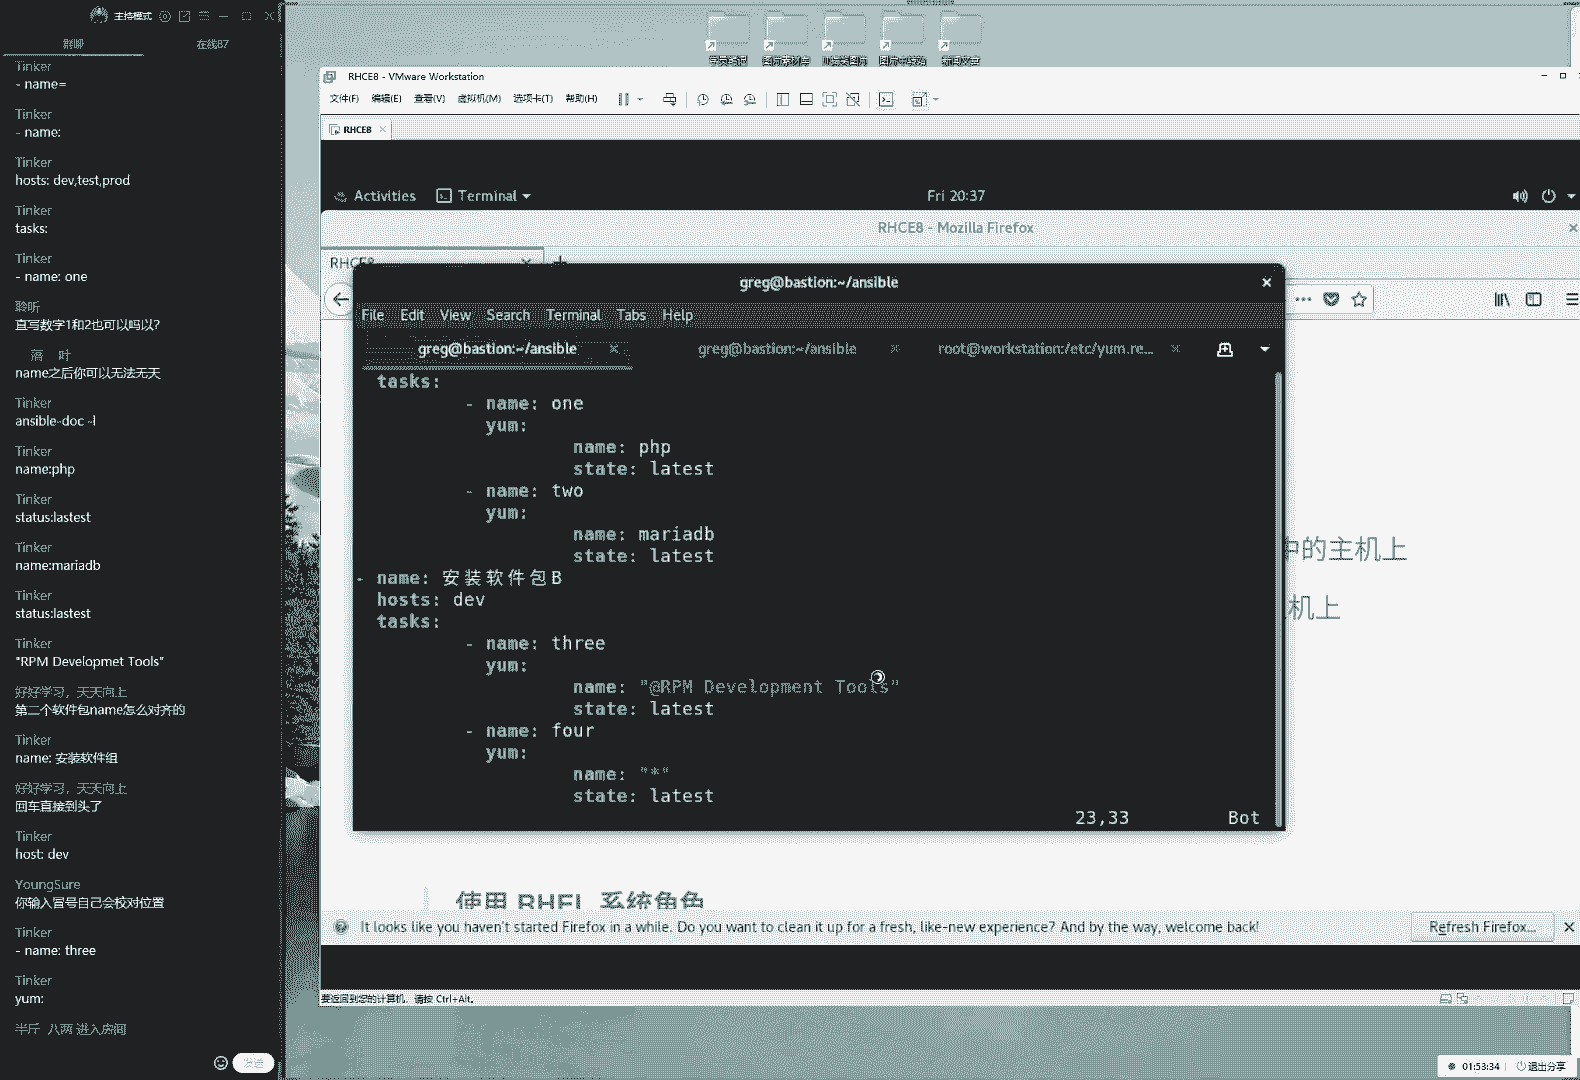 主持模式
群聊
在线87
Tinker
- name=
Tinker
- name:
Tinker
hosts: dev,test,prod
Tinker
tasks:
Tinker
- name: one
聆听
直写数字1和2也可以吗以?
落 叶
name之后你可以无法无天
Tinker
ansible-doc -l
Tinker
name:php
Tinker
status:lastest
Tinker
name:mariadb
Tinker
status:lastest
Tinker
"RPM Developmet Tools"
好好学习，天天向上
第二个软件包name怎么对齐的
Tinker
name: 安装软件组
好好学习，天天向上
回车直接到头了
Tinker
host: dev
YoungSure
你输入冒号自己会校对位置
Tinker
- name: three
Tinker
yum:
半斤 八两 进入房间
发送
RHCE8 - VMware Workstation
文件(F) 编辑(E) 查看(V) 虚拟机(M) 选项卡(T) 帮助(H)
RHCE8
Activities Terminal Fri 20:37
RHCE8 - Mozilla Firefox
RHCE8
greg@bastion:~/ansible
File Edit View Search Terminal Tabs Help
greg@bastion:~/ansible greg@bastion:~/ansible root@workstation:/etc/yum.re...
tasks:
- name: one
yum:
name: php
state: latest
- name: two
yum:
name: mariadb
state: latest
- name: 安装软件包B
hosts: dev
tasks:
- name: three
yum:
name: "@RPM Development Tools"
state: latest
- name: four
yum:
name: "*"
state: latest
23,33 Bot
中的主机上
机上
使用 RHEL 系统角色
It looks like you haven't started Firefox in a while. Do you want to clean it up for a fresh, like-new experience? And by the way, welcome back!
Refresh Firefox...
要返回到您的计算机，请按 Ctrl+Alt。
01:53:34 退出分享